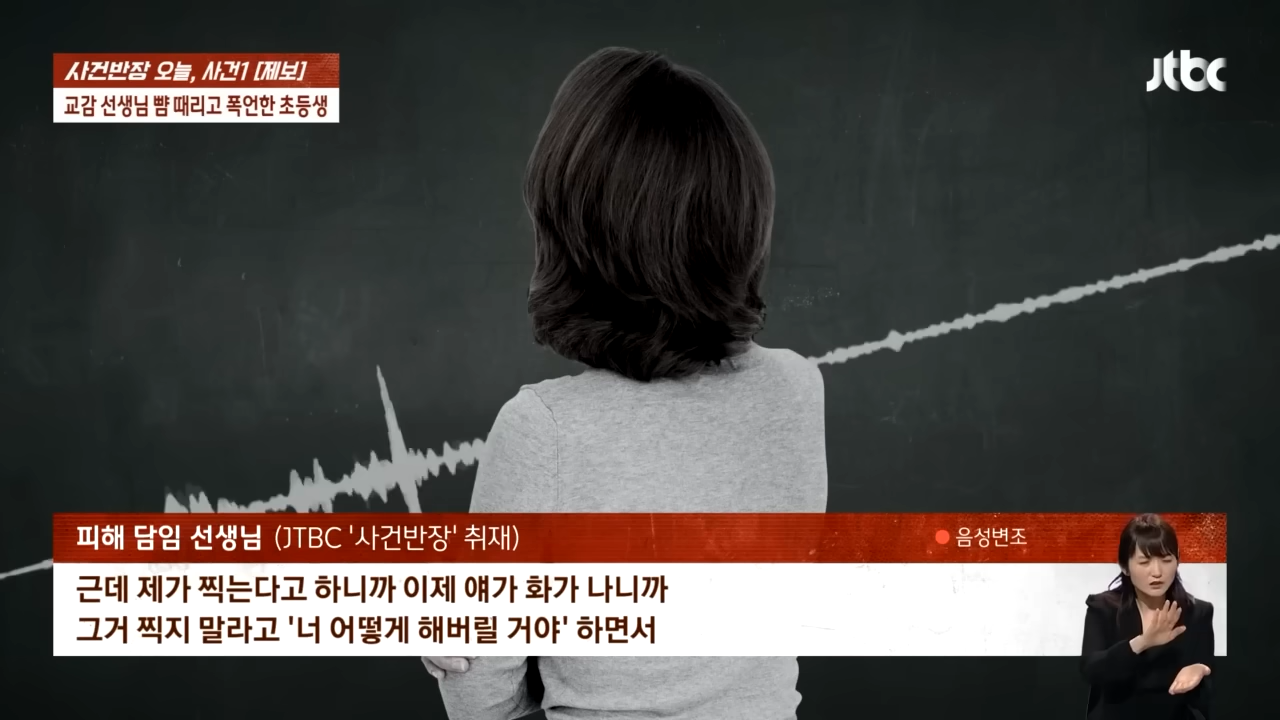 사건반장 오늘, 사건1 [제보]
교감 선생님 뺨 때리고 폭언한 초등생
jtbc
피해 담임 선생님 (JTBC '사건반장' 취재)
음성변조
근데 제가 찍는다고 하니까 이제 얘가 화가 나니까
그거 찍지 말라고 '너 어떻게 해버릴 거야' 하면서